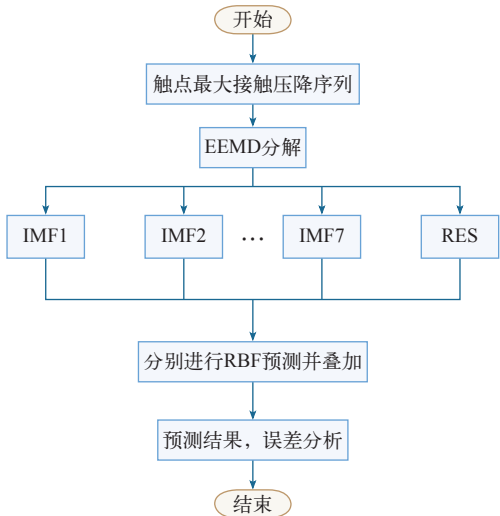 开始
触点最大接触压降序列
EEMD分解
IMF1 IMF2 … IMF7 RES
分别进行RBF预测并叠加
预测结果，误差分析
结束